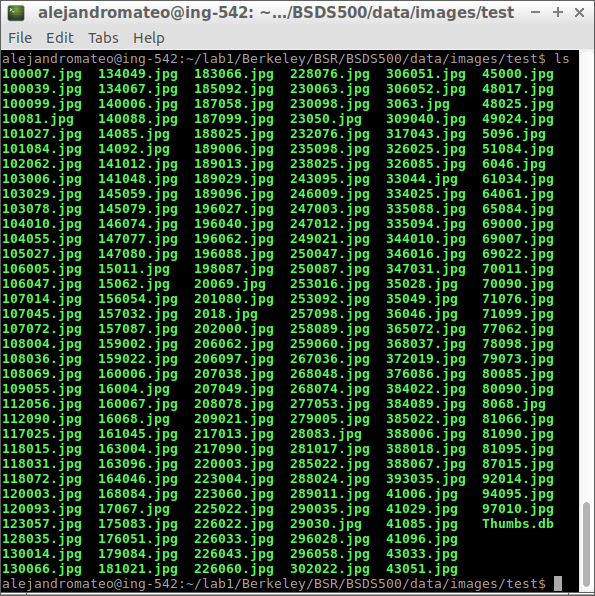 alejandromateo@ing-542: ~.../BSDS500/data/images/test
File Edit Tabs Help
alejandromateo@ing-542:~/lab1/Berkeley/BSR/BSDS500/data/images/test$ ls
100007.jpg 134049.jpg 183066.jpg 228076.jpg 306051.jpg 45000.jpg
100039.jpg 134067.jpg 185092.jpg 230063.jpg 306052.jpg 48017.jpg
100099.jpg 140006.jpg 187058.jpg 230098.jpg 3063.jpg 48025.jpg
10081.jpg 140088.jpg 187099.jpg 23050.jpg 309040.jpg 49024.jpg
101027.jpg 14085.jpg 188025.jpg 232076.jpg 317043.jpg 5096.jpg
101084.jpg 14092.jpg 189006.jpg 235098.jpg 326025.jpg 51084.jpg
102062.jpg 141012.jpg 189013.jpg 238025.jpg 326085.jpg 6046.jpg
103006.jpg 141048.jpg 189029.jpg 243095.jpg 33044.jpg 61034.jpg
103029.jpg 145059.jpg 189096.jpg 246009.jpg 334025.jpg 64061.jpg
103078.jpg 145079.jpg 196027.jpg 247003.jpg 335088.jpg 65084.jpg
104010.jpg 146074.jpg 196040.jpg 247012.jpg 335094.jpg 69000.jpg
104055.jpg 147077.jpg 196062.jpg 249021.jpg 344010.jpg 69007.jpg
105027.jpg 147080.jpg 196088.jpg 250047.jpg 346016.jpg 69022.jpg
106005.jpg 15011.jpg 198087.jpg 250087.jpg 347031.jpg 70011.jpg
106047.jpg 15062.jpg 20069.jpg 253016.jpg 35028.jpg 70090.jpg
107014.jpg 156054.jpg 201080.jpg 253092.jpg 35049.jpg 71076.jpg
107045.jpg 157032.jpg 2018.jpg 257098.jpg 36046.jpg 71099.jpg
107072.jpg 157087.jpg 202000.jpg 258089.jpg 365072.jpg 77062.jpg
108004.jpg 159002.jpg 206062.jpg 259060.jpg 368037.jpg 78098.jpg
108036.jpg 159022.jpg 206097.jpg 267036.jpg 372019.jpg 79073.jpg
108069.jpg 160006.jpg 207038.jpg 268048.jpg 376086.jpg 80085.jpg
109055.jpg 16004.jpg 207049.jpg 268074.jpg 384022.jpg 80090.jpg
112056.jpg 160067.jpg 208078.jpg 277053.jpg 384089.jpg 8068.jpg
112090.jpg 16068.jpg 209021.jpg 279005.jpg 385022.jpg 81066.jpg
117025.jpg 161045.jpg 217013.jpg 28083.jpg 388006.jpg 81090.jpg
118015.jpg 163004.jpg 217090.jpg 281017.jpg 388018.jpg 81095.jpg
118031.jpg 163096.jpg 220003.jpg 285022.jpg 388067.jpg 87015.jpg
118072.jpg 164046.jpg 223004.jpg 288024.jpg 393035.jpg 92014.jpg
120003.jpg 168084.jpg 223060.jpg 289011.jpg 41006.jpg 94095.jpg
120093.jpg 17067.jpg 225022.jpg 290035.jpg 41029.jpg 97010.jpg
123057.jpg 175083.jpg 226022.jpg 29030.jpg 41085.jpg Thumbs.db
128035.jpg 176051.jpg 226033.jpg 296028.jpg 41096.jpg
130014.jpg 179084.jpg 226043.jpg 296058.jpg 43033.jpg
130066.jpg 181021.jpg 226060.jpg 302022.jpg 43051.jpg
alejandromateo@ing-542:~/lab1/Berkeley/BSR/BSDS500/data/images/test$